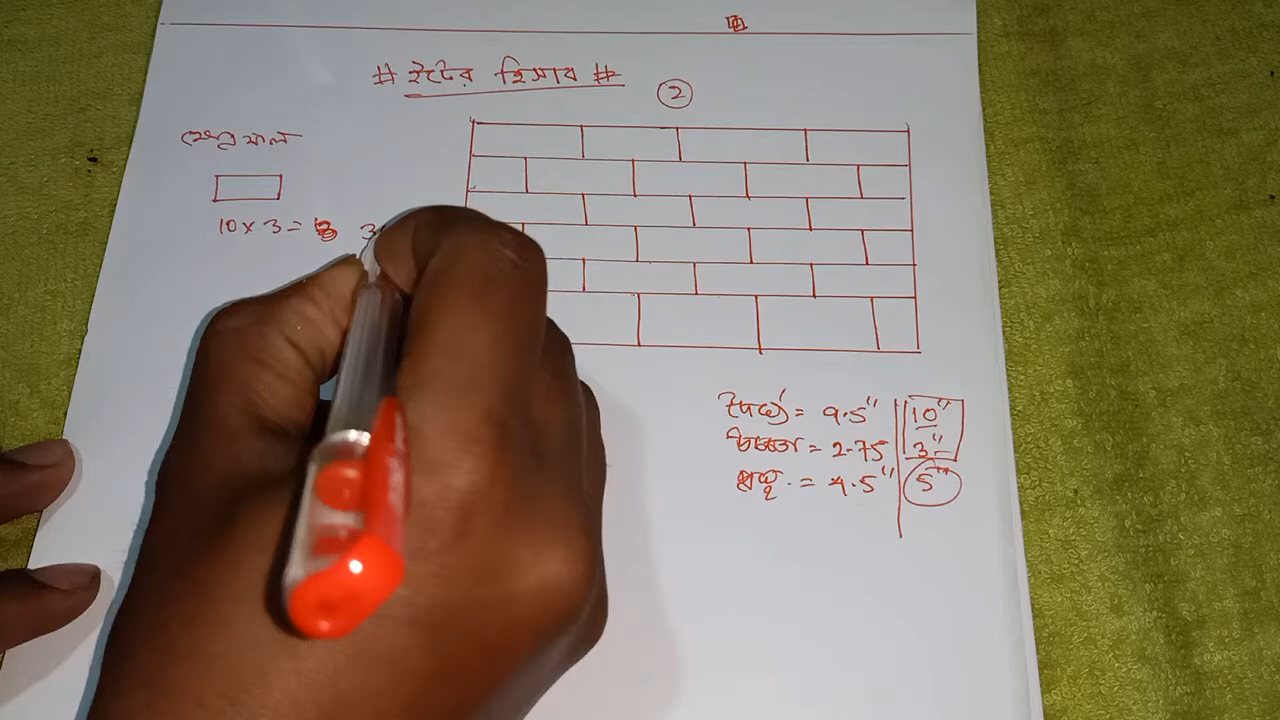 # ইটের হিসাব #
2
ক্ষেত্রফল
10 × 3 = 3
দৈর্ঘ্য = 9.5" 10"
উচ্চতা = 2.75 3"
প্রস্থ = 4.5" 5"